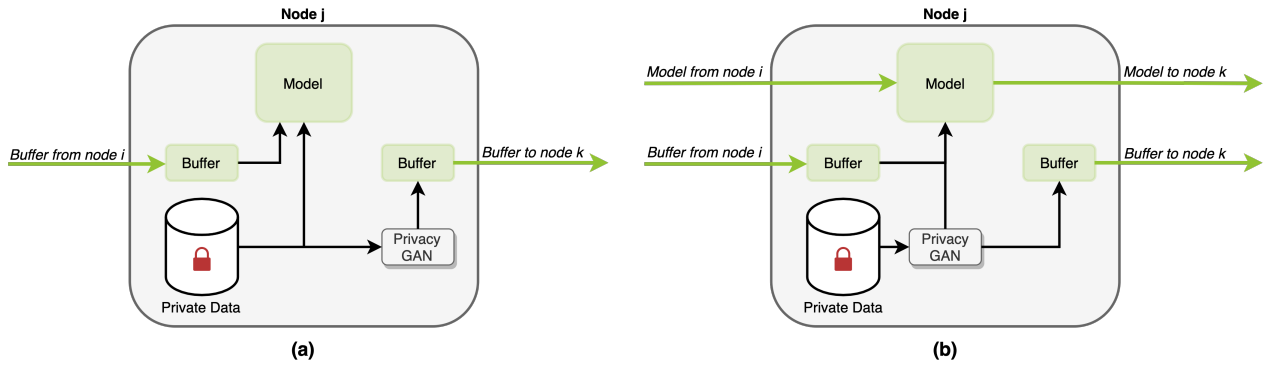 Node j
Model
Buffer from node i
Buffer
Buffer
Buffer to node k
Privacy
GAN
Private Data
(a)
Node j
Model from node i
Model
Model to node k
Buffer from node i
Buffer
Buffer
Buffer to node k
Privacy
GAN
Private Data
(b)